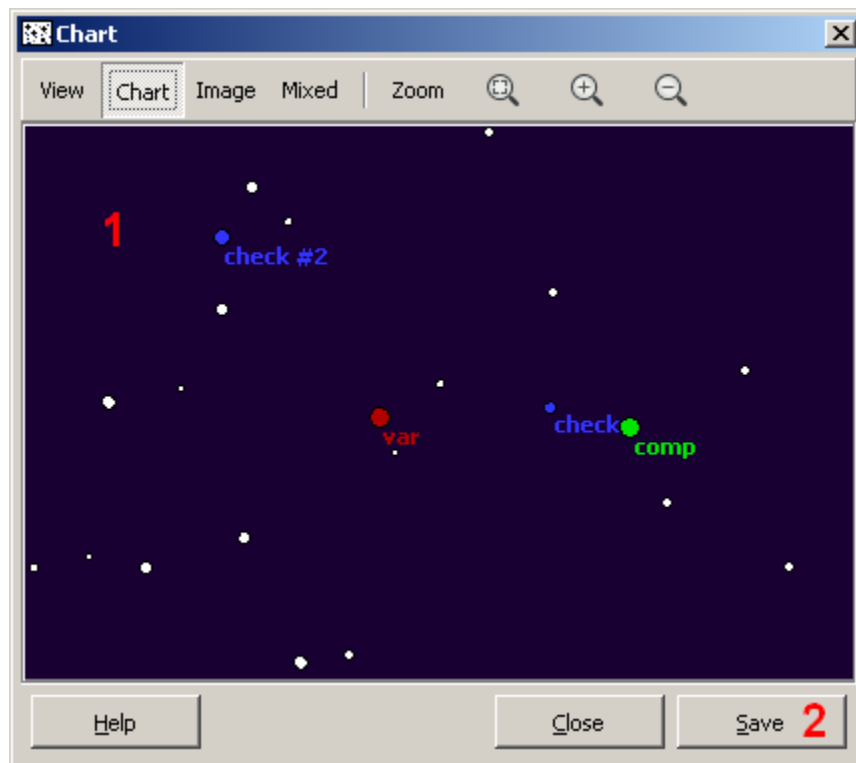 Chart
View Chart Image Mixed Zoom
1
check #2
var
check
comp
Help Close Save 2